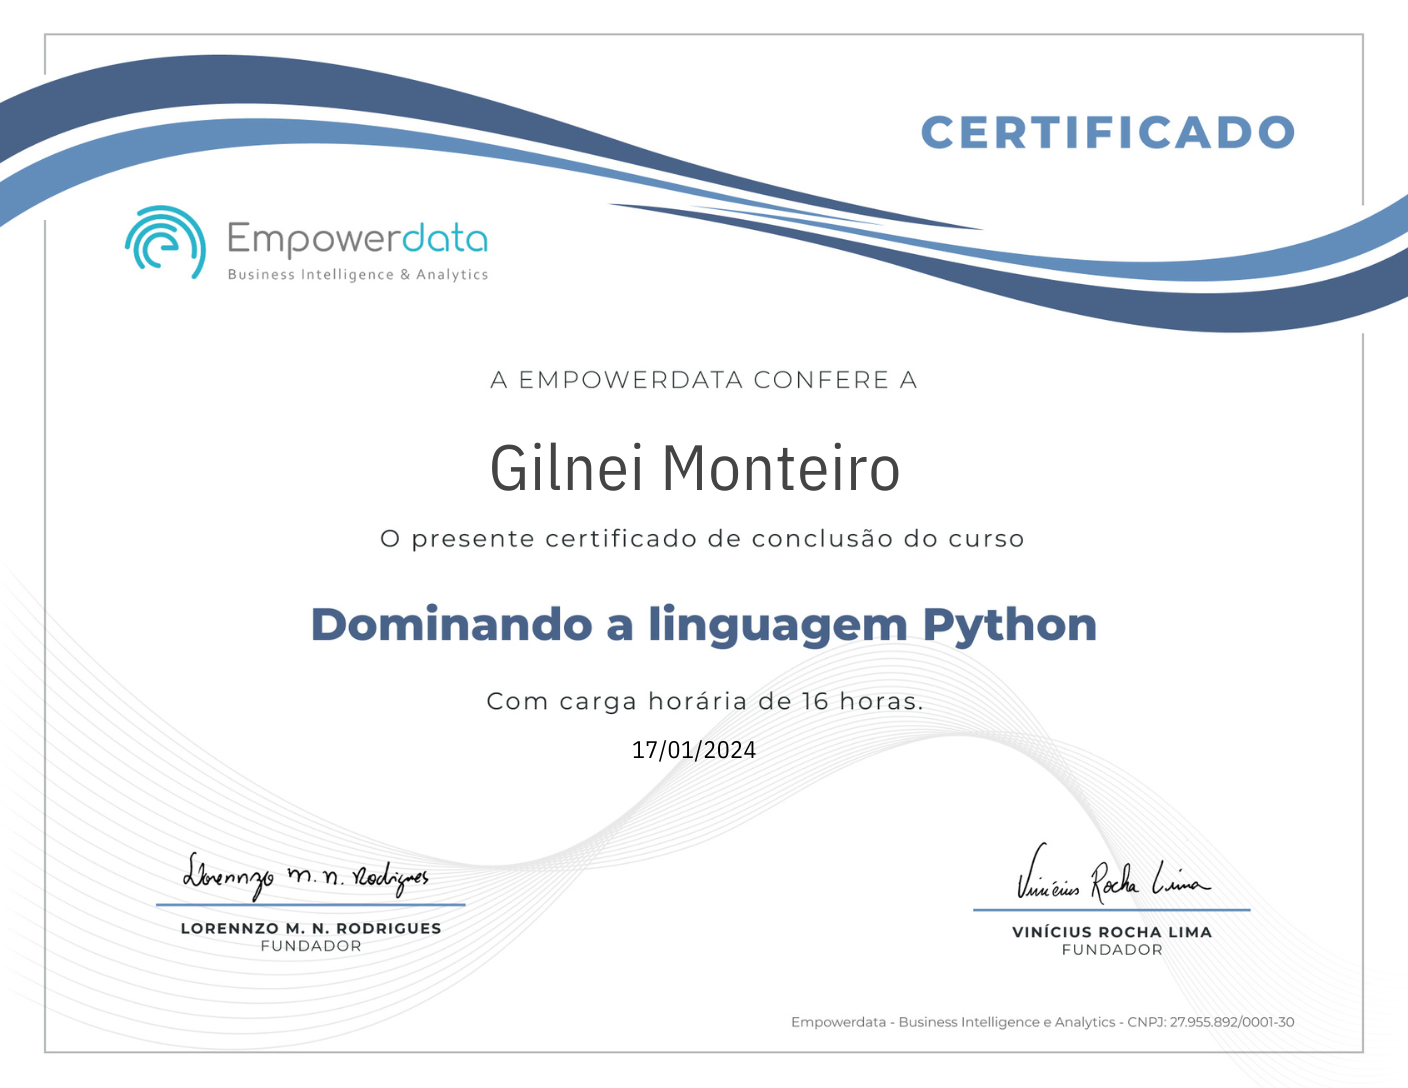 CERTIFICADO
Empowerdata
Business Intelligence & Analytics
A EMPOWERDATA CONFERE A
Gilnei Monteiro
O presente certificado de conclusão do curso
Dominando a linguagem Python
Com carga horária de 16 horas.
17/01/2024
Lorennzo M. N. Rodrigues
LORENNZO M. N. RODRIGUES
FUNDADOR
Vinícius Rocha Lima
VINÍCIUS ROCHA LIMA
FUNDADOR
Empowerdata - Business Intelligence e Analytics - CNPJ: 27.955.892/0001-30